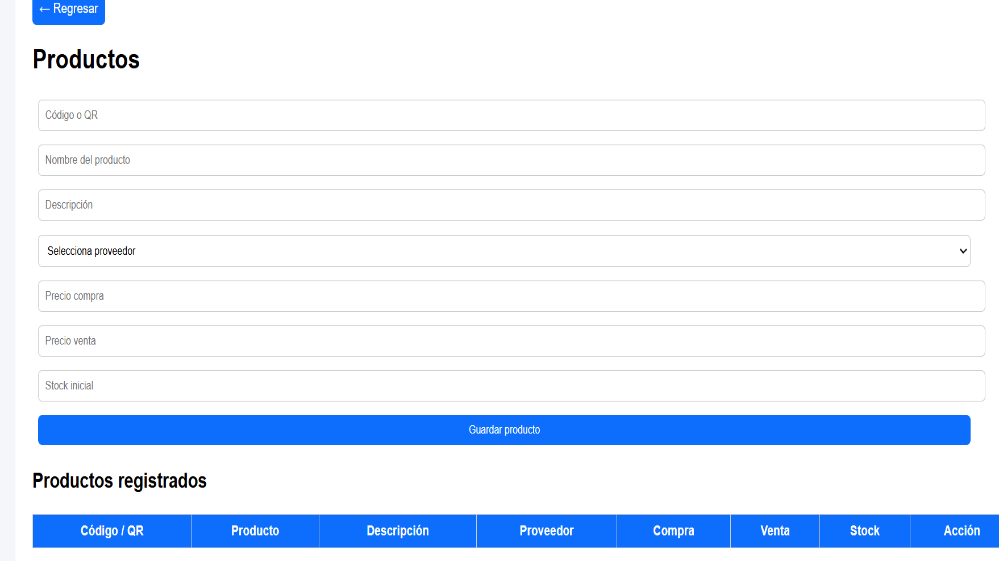 ← Regresar
Productos
Código o QR
Nombre del producto
Descripción
Selecciona proveedor
Precio compra
Precio venta
Stock inicial
Guardar producto
Productos registrados
Código / QR Producto Descripción Proveedor Compra Venta Stock Acción